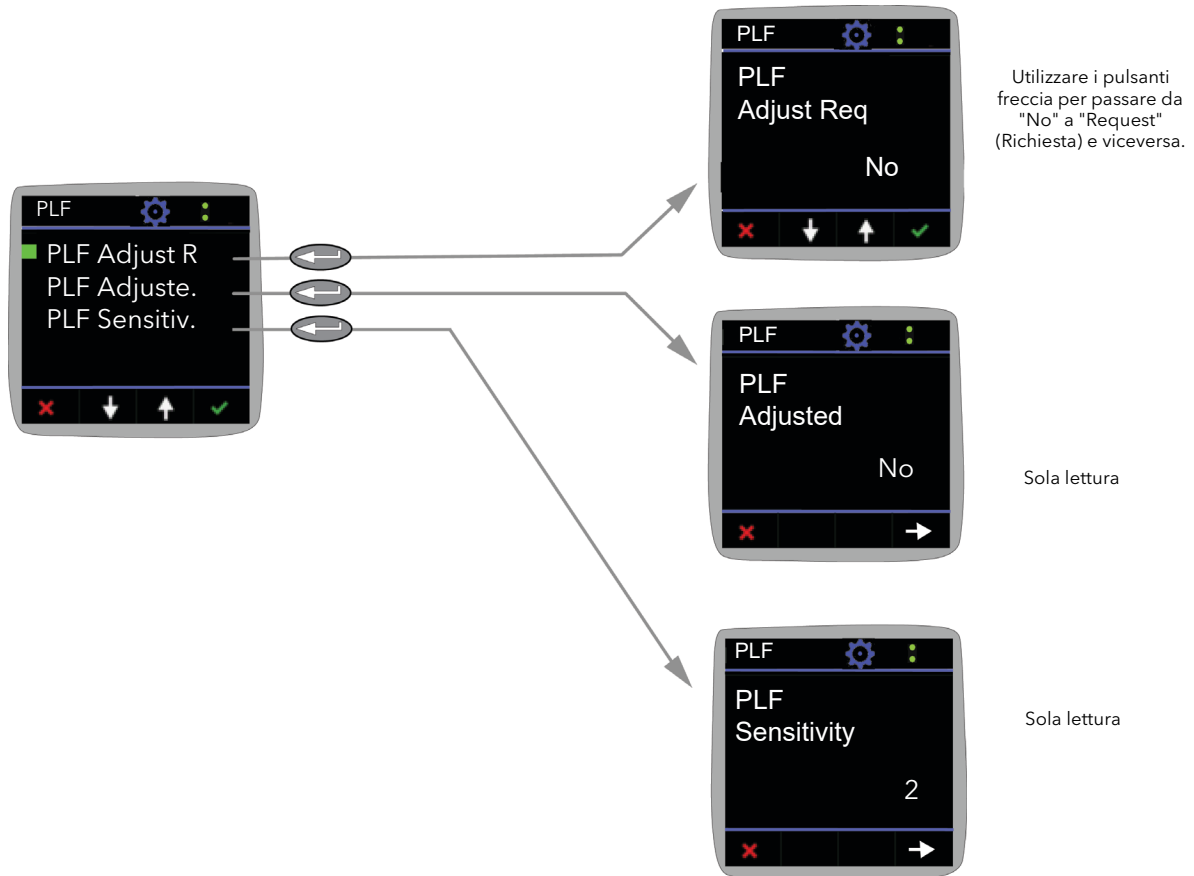 PLF
PLF Adjust R
PLF Adjuste.
PLF Sensitiv.
PLF
PLF
Adjust Req
No
Utilizzare i pulsanti
freccia per passare da
"No" a "Request"
(Richiesta) e viceversa.
PLF
PLF
Adjusted
No
Sola lettura
PLF
PLF
Sensitivity
2
Sola lettura